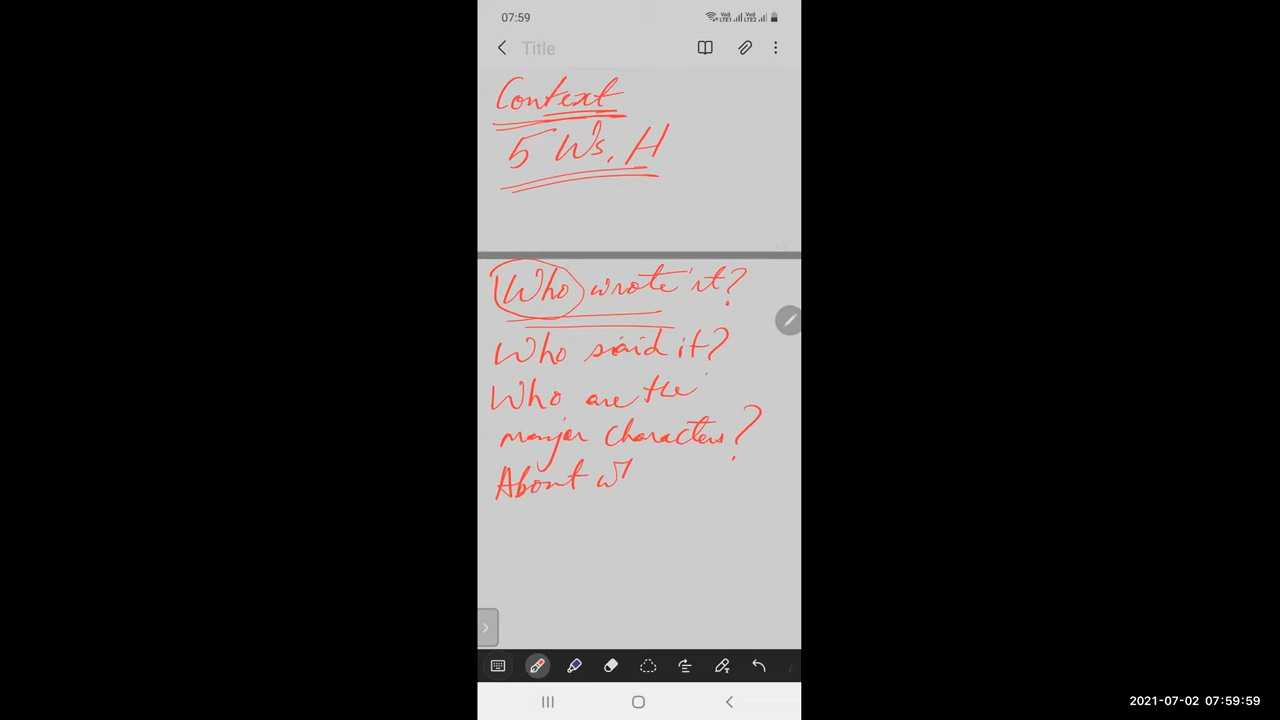 07:59
Title
Context
5 Ws, H
Who wrote it?
Who said it?
Who are the
major characters?
About w
2021-07-02 07:59:59